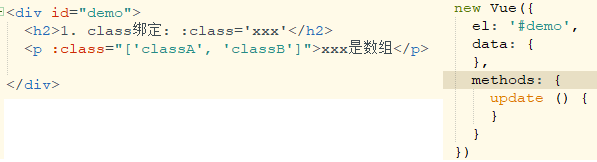 <div id="demo">
<h2>1. class绑定: :class='xxx'</h2>
<p :class="['classA', 'classB']">xxx是数组</p>
</div>
new Vue({
el: '#demo',
data: {
},
methods: {
update () {
}
}
})